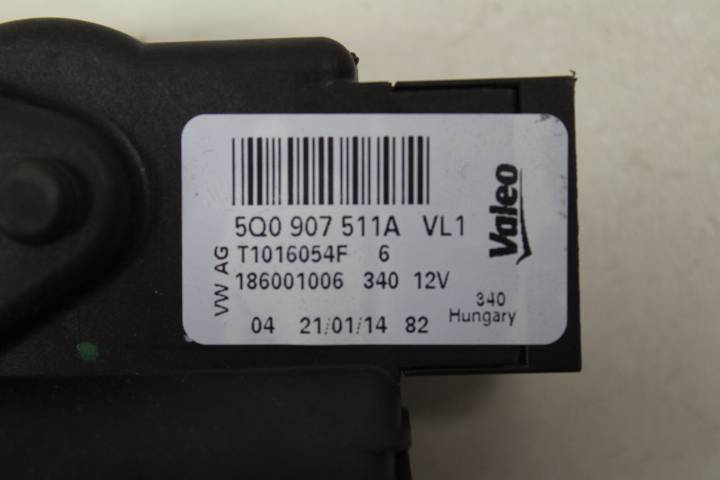 5Q0 907 511A VL1
T1016054F 6
186001006 340 12V
04 21/01/14 82
VW AG
Valeo
340
Hungary